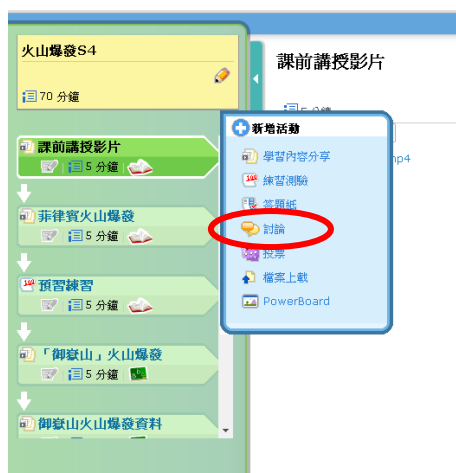 火山爆發S4
70 分鐘
課前講授影片
5 分鐘
菲律賓火山爆發
5 分鐘
預習練習
5 分鐘
「御嶽山」火山爆發
5 分鐘
御嶽山火山爆發資料
課前講授影片
mp4
新增活動
學習內容分享
練習測驗
答題紙
討論
投票
檔案上載
PowerBoard